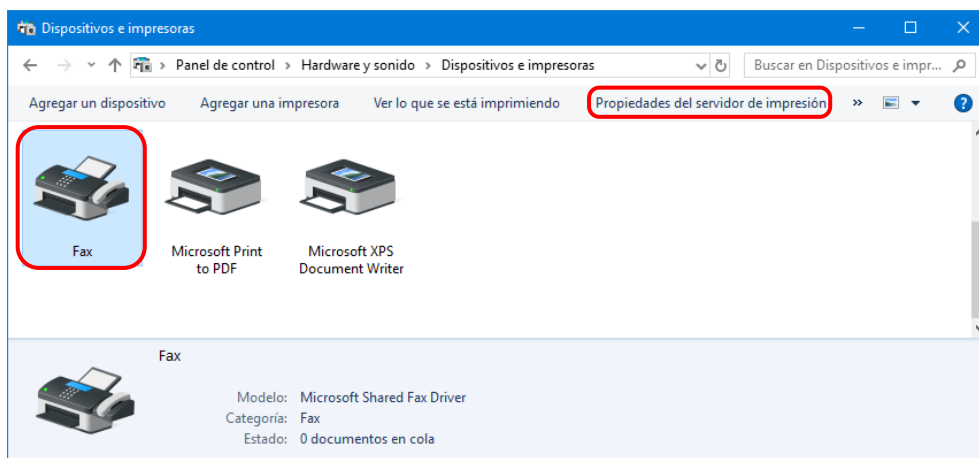 Dispositivos e impresoras
Panel de control > Hardware y sonido > Dispositivos e impresoras
Buscar en Dispositivos e impr...
Agregar un dispositivo Agregar una impresora Ver lo que se está imprimiendo Propiedades del servidor de impresión » ?
Fax
Microsoft Print
to PDF
Microsoft XPS
Document Writer
Fax
Modelo: Microsoft Shared Fax Driver
Categoría: Fax
Estado: 0 documentos en cola